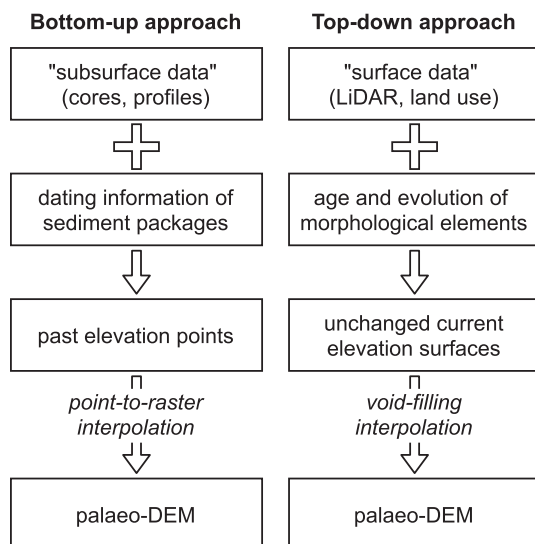 Bottom-up approach
"subsurface data"
(cores, profiles)
dating information of
sediment packages
past elevation points
point-to-raster
interpolation
palaeo-DEM
Top-down approach
"surface data"
(LiDAR, land use)
age and evolution of
morphological elements
unchanged current
elevation surfaces
void-filling
interpolation
palaeo-DEM